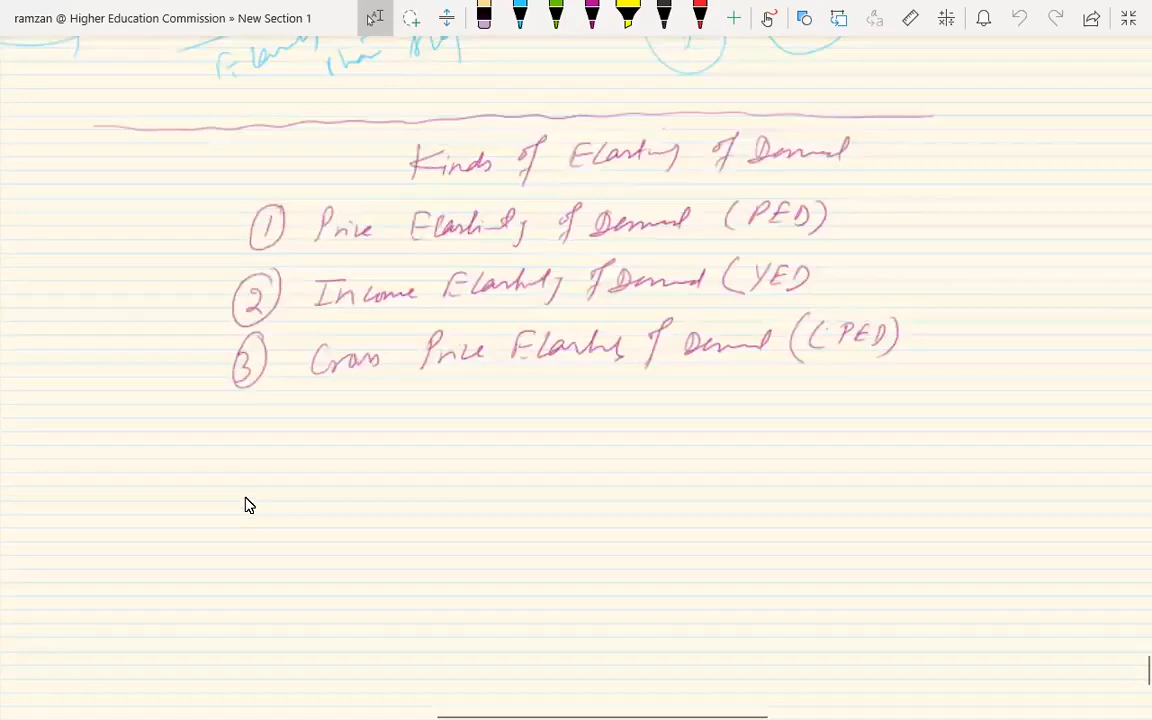 ramzan @ Higher Education Commission » New Section 1
than
Kinds of Elasticity of Demand
1 Price Elasticity of Demand (PED)
2 Income Elasticity of Demand (YED
3 Cross Price Elasticity of Demand (CPED)